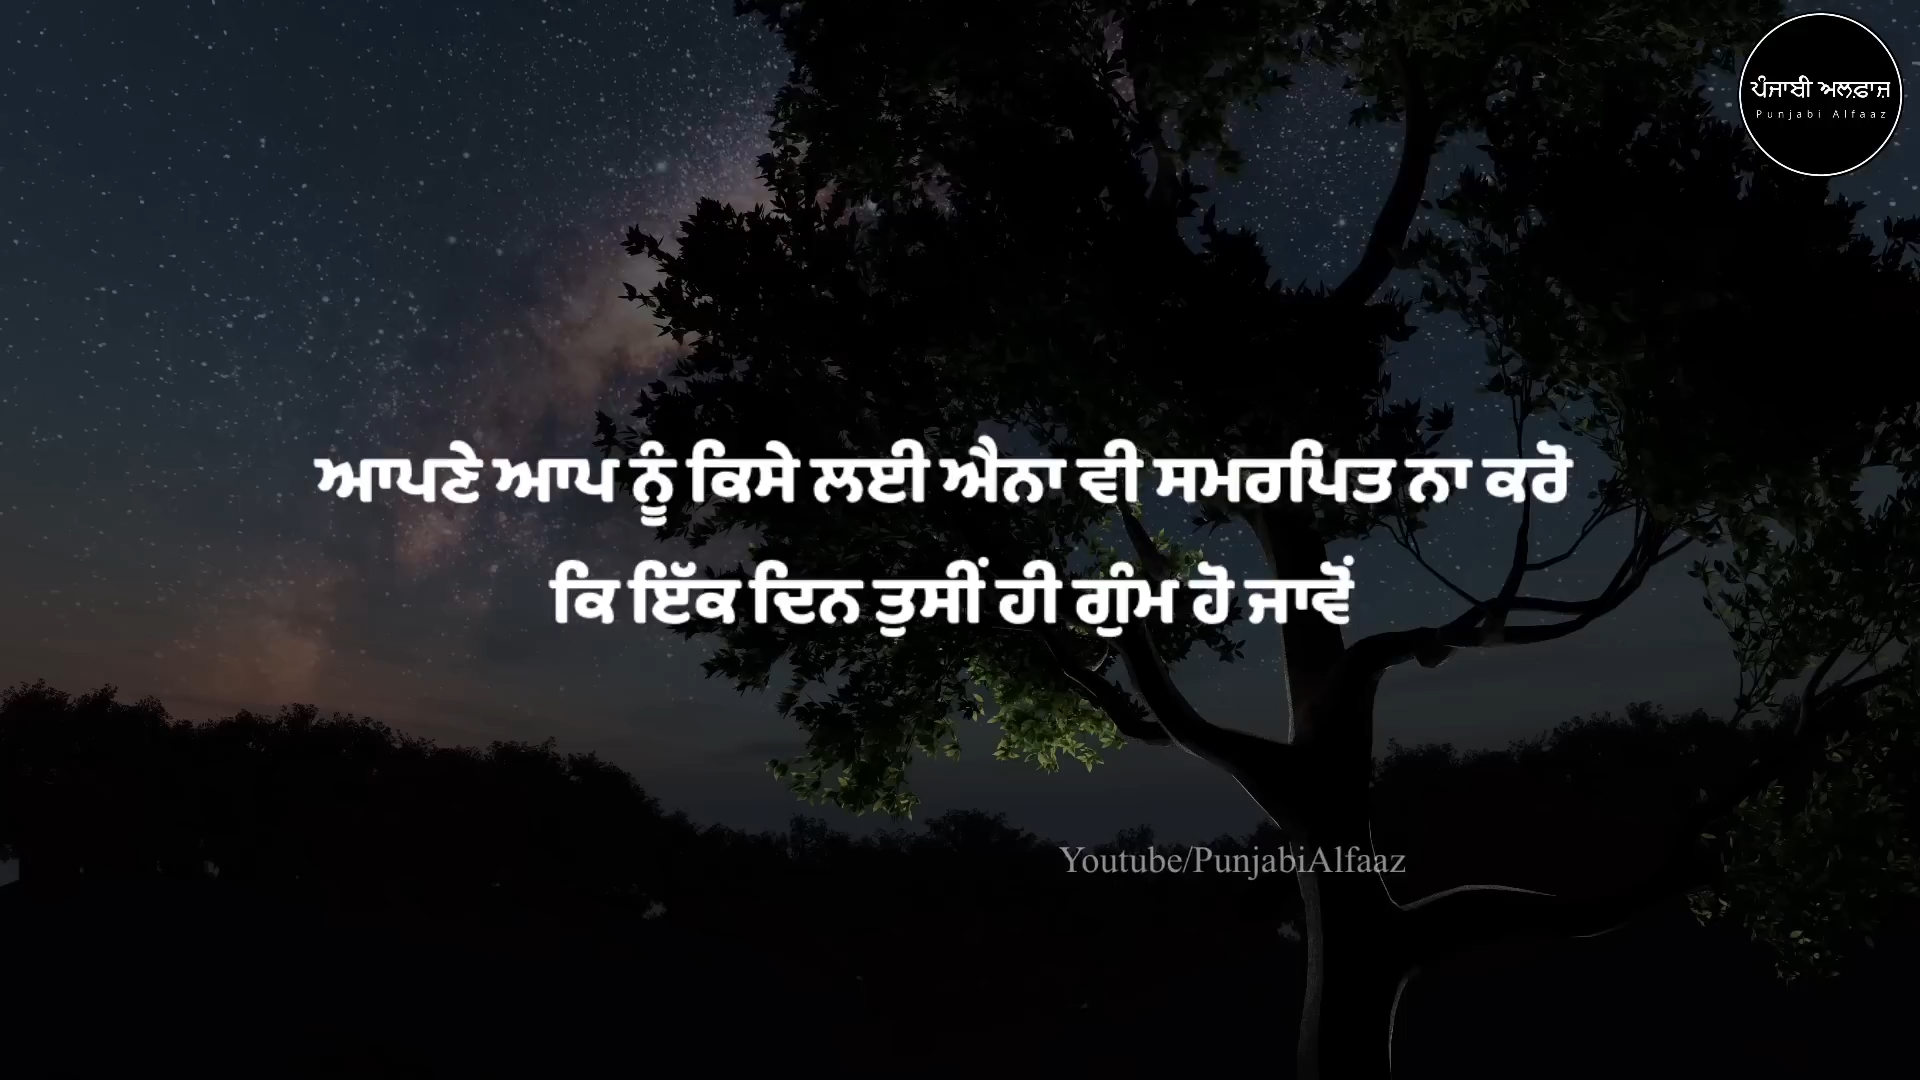 ਪੰਜਾਬੀ ਅਲਫ਼ਾਜ਼
Punjabi Alfaaz
ਆਪਣੇ ਆਪ ਨੂੰ ਕਿਸੇ ਲਈ ਐਨਾ ਵੀ ਸਮਰਪਿਤ ਨਾ ਕਰੋ
ਕਿ ਇੱਕ ਦਿਨ ਤੁਸੀਂ ਹੀ ਗੁੰਮ ਹੋ ਜਾਵੋਂ
Youtube/PunjabiAlfaaz